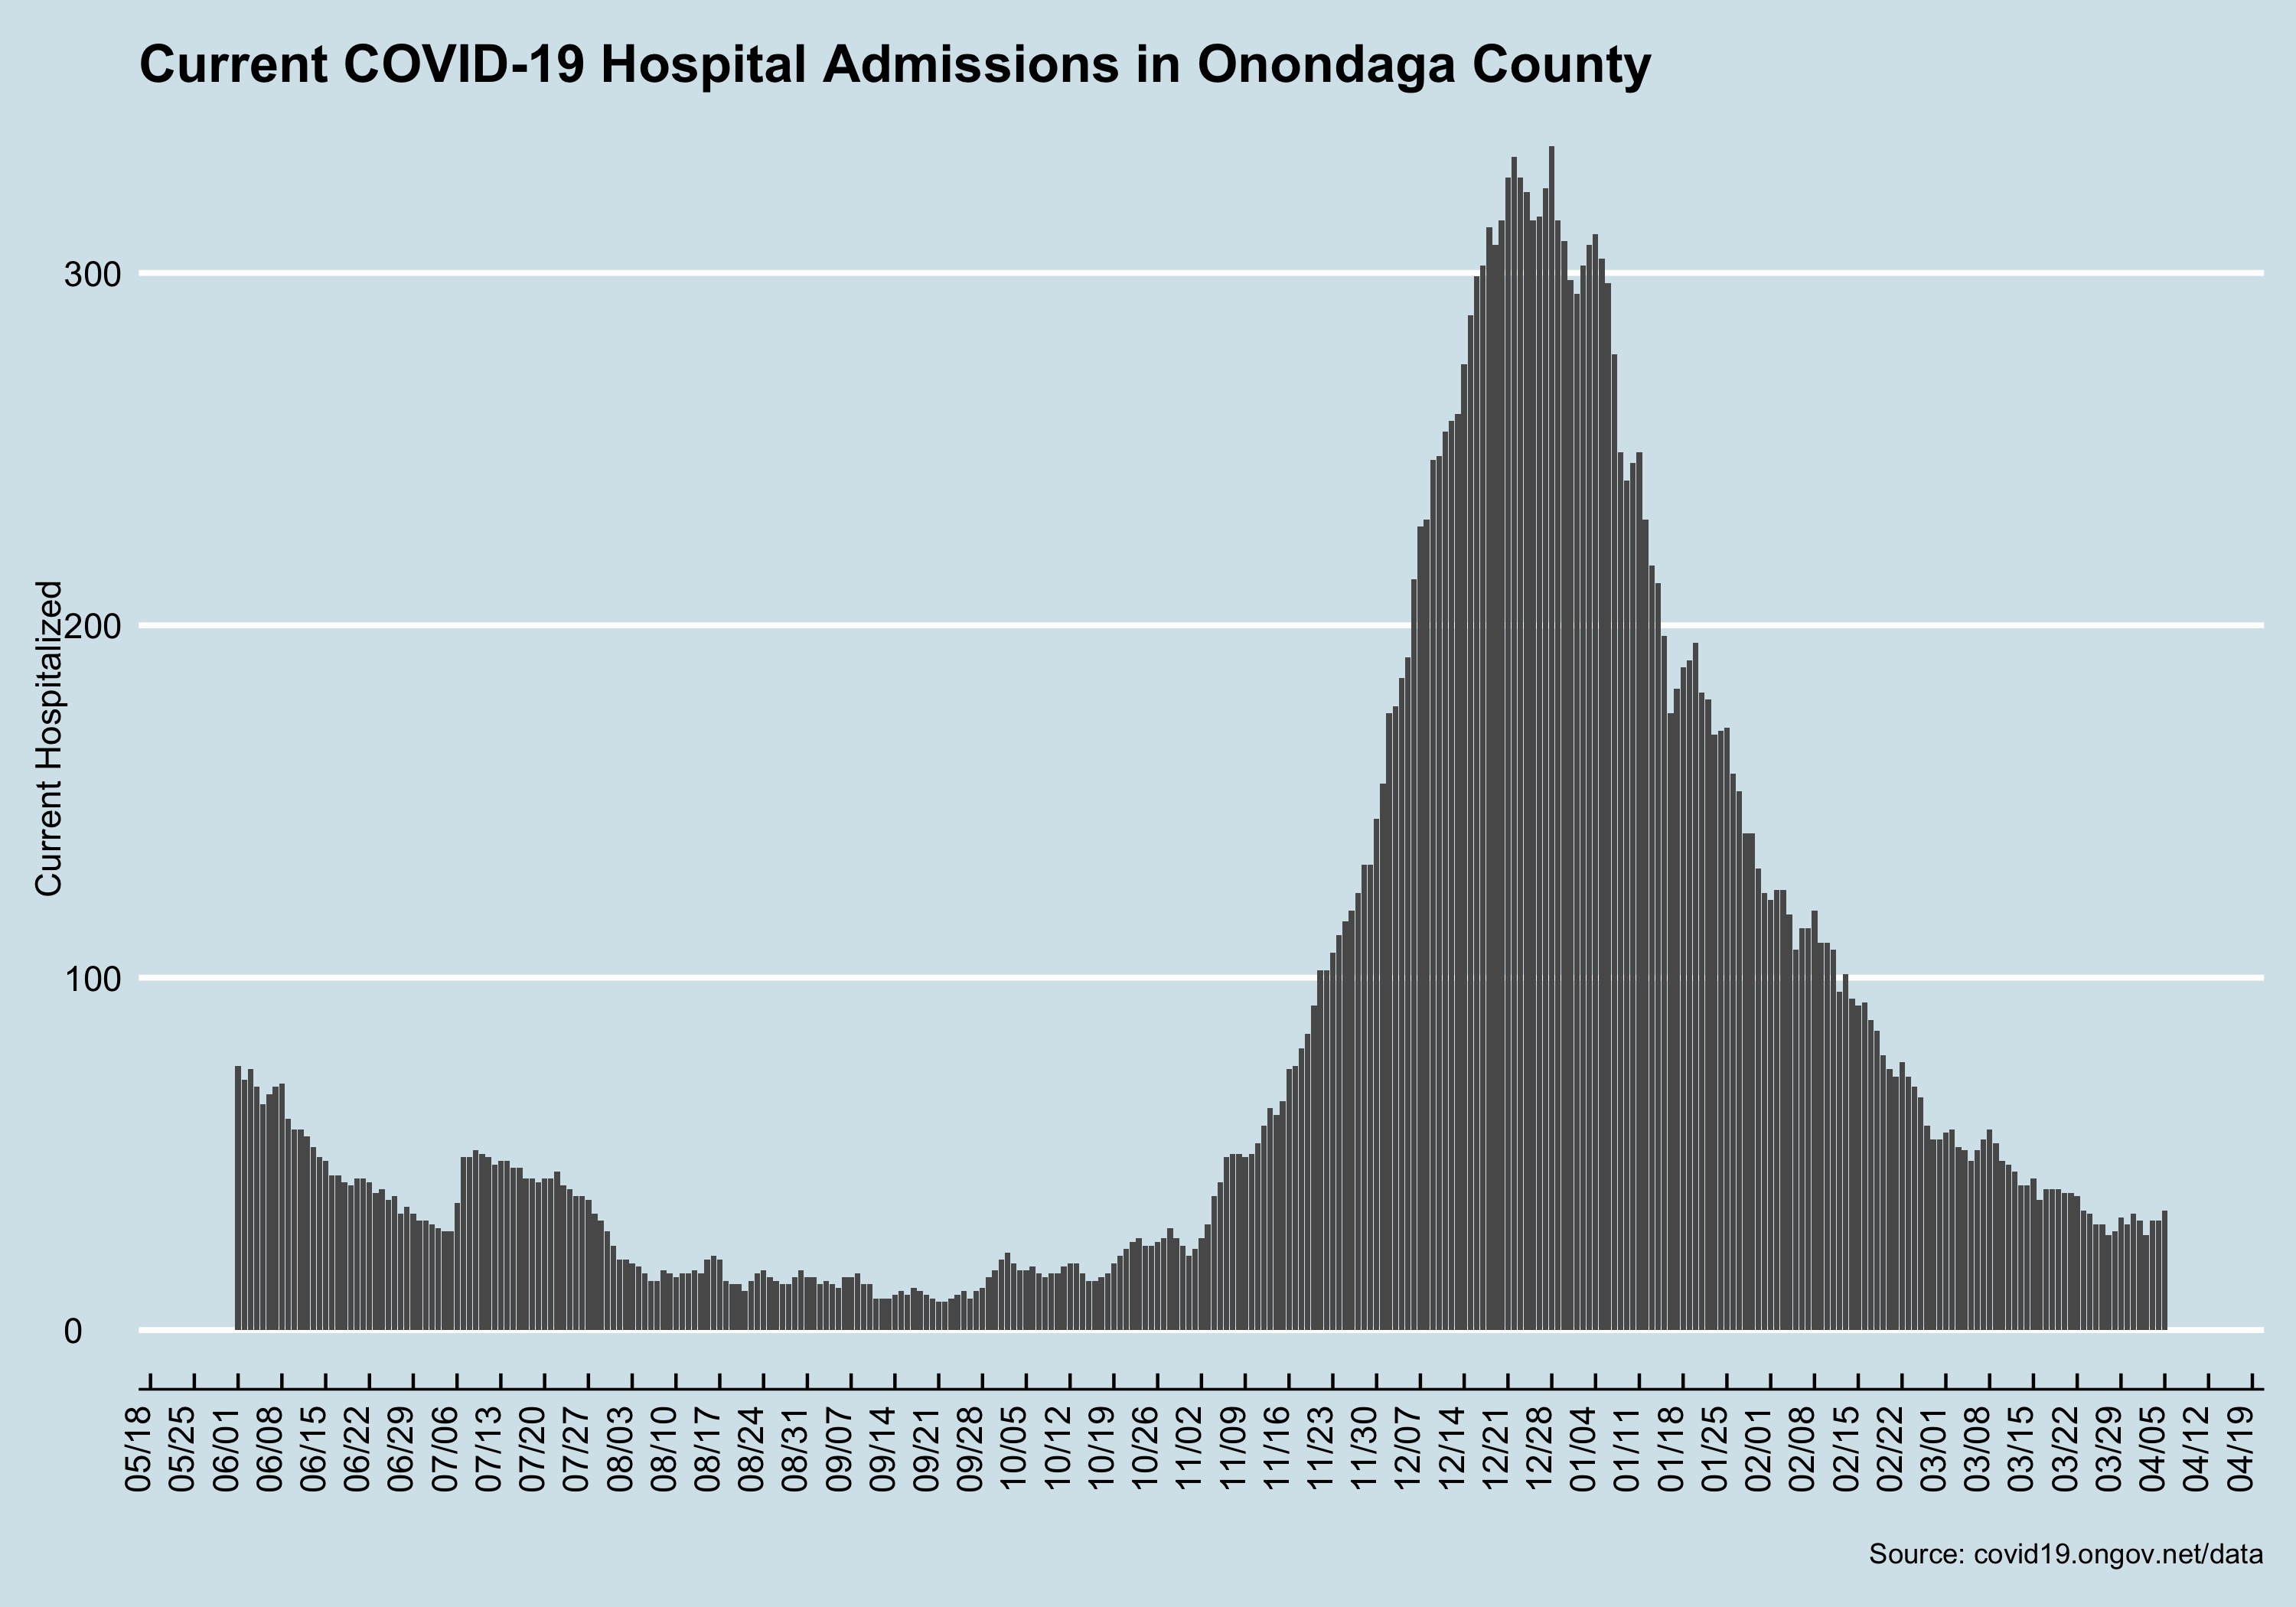 Current COVID-19 Hospital Admissions in Onondaga County
Current Hospitalized
300
200
100
0
05/18 05/25 06/01 06/08 06/15 06/22 06/29 07/06 07/13 07/20 07/27 08/03 08/10 08/17 08/24 08/31 09/07 09/14 09/21 09/28 10/05 10/12 10/19 10/26 11/02 11/09 11/16 11/23 11/30 12/07 12/14 12/21 12/28 01/04 01/11 01/18 01/25 02/01 02/08 02/15 02/22 03/01 03/08 03/15 03/22 03/29 04/05 04/12 04/19
Source: covid19.ongov.net/data